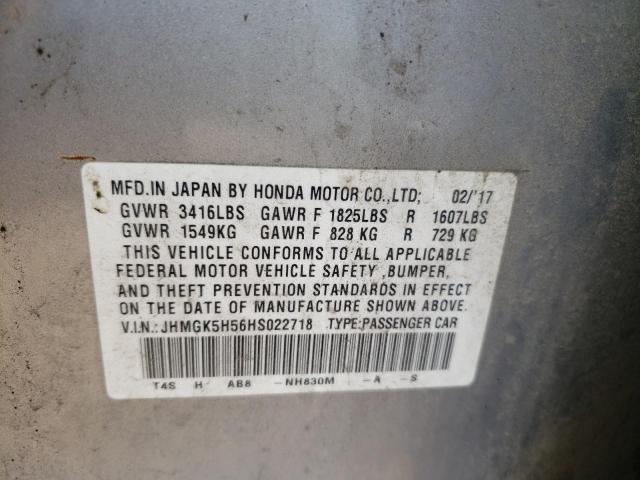 MFD.IN JAPAN BY HONDA MOTOR CO.,LTD; 02/'17
GVWR 3416LBS GAWR F 1825LBS R 1607LBS
GVWR 1549KG GAWR F 828 KG R 729 KG
THIS VEHICLE CONFORMS TO ALL APPLICABLE
FEDERAL MOTOR VEHICLE SAFETY ,BUMPER,
AND THEFT PREVENTION STANDARDS IN EFFECT
ON THE DATE OF MANUFACTURE SHOWN ABOVE.
V.I.N.: JHMGK5H56HS022718 TYPE:PASSENGER CAR
T4S H AB8 -NH830M -A -S